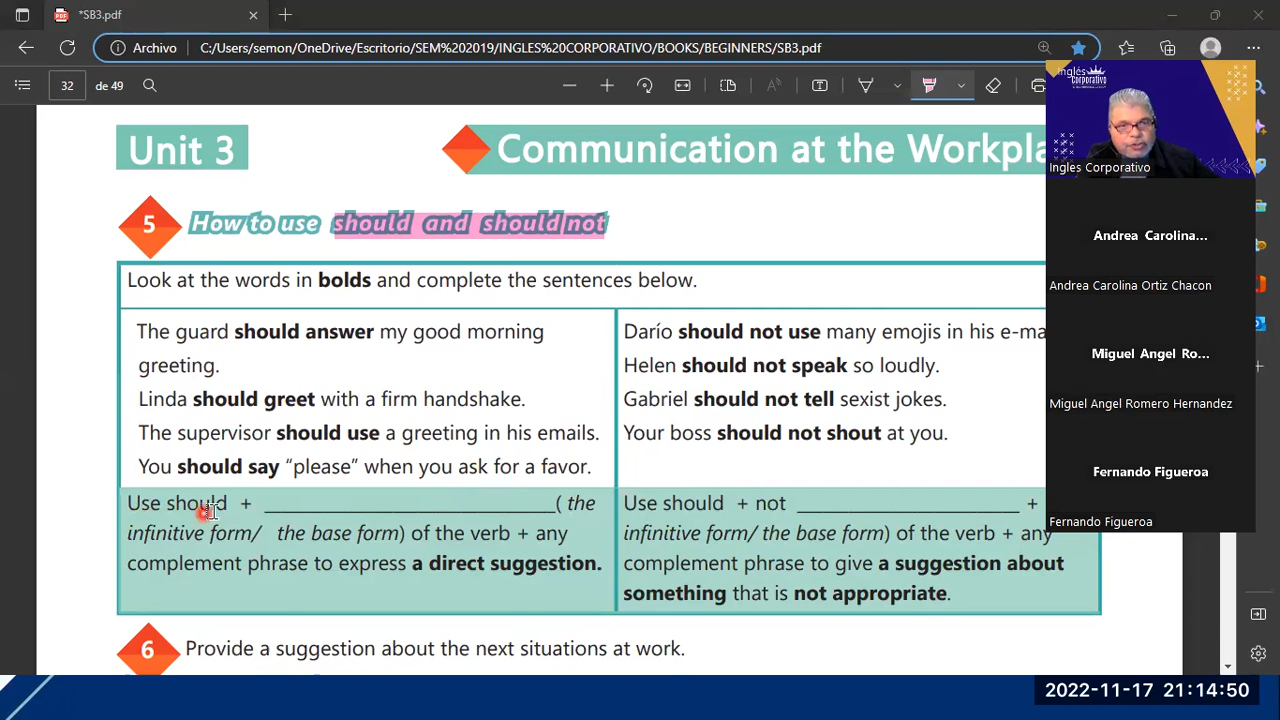 *SB3.pdf
Archivo
C:/Users/semon/OneDrive/Escritorio/SEM%202019/INGLES%20CORPORATIVO/BOOKS/BEGINNERS/SB3.pdf
32 de 49
Unit 3
Communication at the Workpla
5 How to use should and should not
Look at the words in bolds and complete the sentences below.
The guard should answer my good morning
greeting.
Linda should greet with a firm handshake.
The supervisor should use a greeting in his emails.
You should say “please” when you ask for a favor.
Darío should not use many emojis in his e-ma
Helen should not speak so loudly.
Gabriel should not tell sexist jokes.
Your boss should not shout at you.
Use should + ____________________________( the
infinitive form/ the base form) of the verb + any
complement phrase to express a direct suggestion.
Use should + not _____________________ +
infinitive form/ the base form) of the verb + any
complement phrase to give a suggestion about
something that is not appropriate.
6 Provide a suggestion about the next situations at work.
Inglés
Corporativo
Ingles Corporativo
Andrea Carolina...
Andrea Carolina Ortiz Chacon
Miguel Angel Ro...
Miguel Angel Romero Hernandez
Fernando Figueroa
Fernando Figueroa
2022-11-17 21:14:50